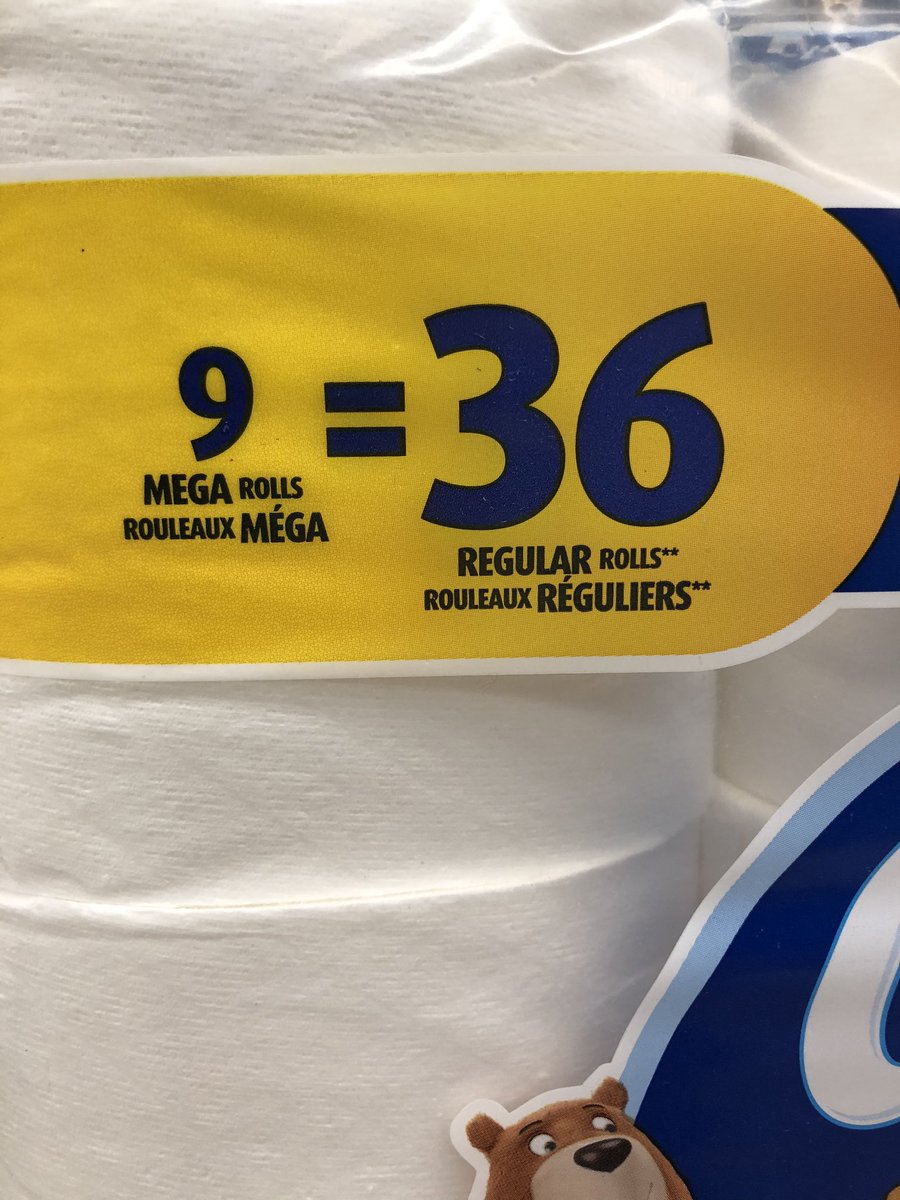 9 = 36
MEGA ROLLS
ROULEAUX MÉGA
REGULAR ROLLS**
ROULEAUX RÉGULIERS**